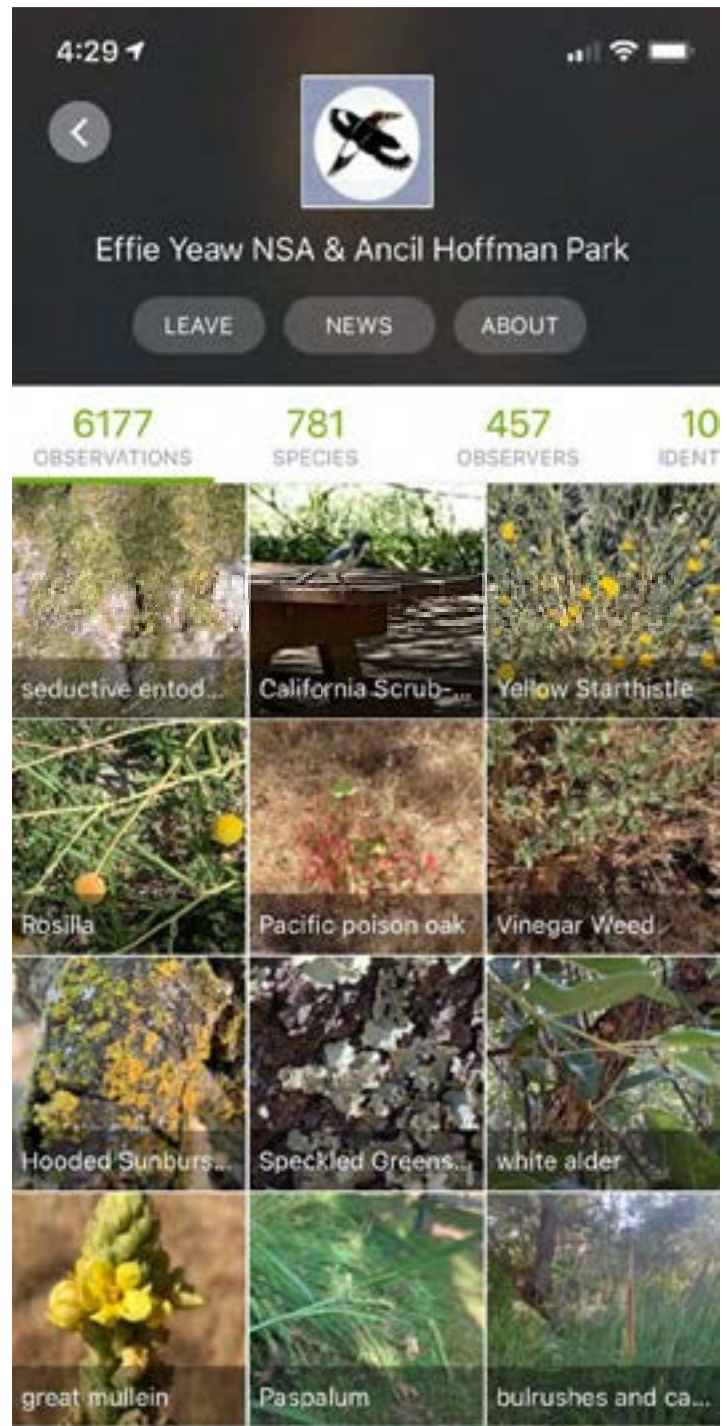 4:29
Effie Yeaw NSA & Ancil Hoffman Park
LEAVE NEWS ABOUT
6177 781 457 10
OBSERVATIONS SPECIES OBSERVERS IDENT
seductive entod... California Scrub-... Yellow Starthistle
Rosilla Pacific poison oak Vinegar Weed
Hooded Sunburs... Speckled Greens... white alder
great mullein Paspalum bulrushes and ca...